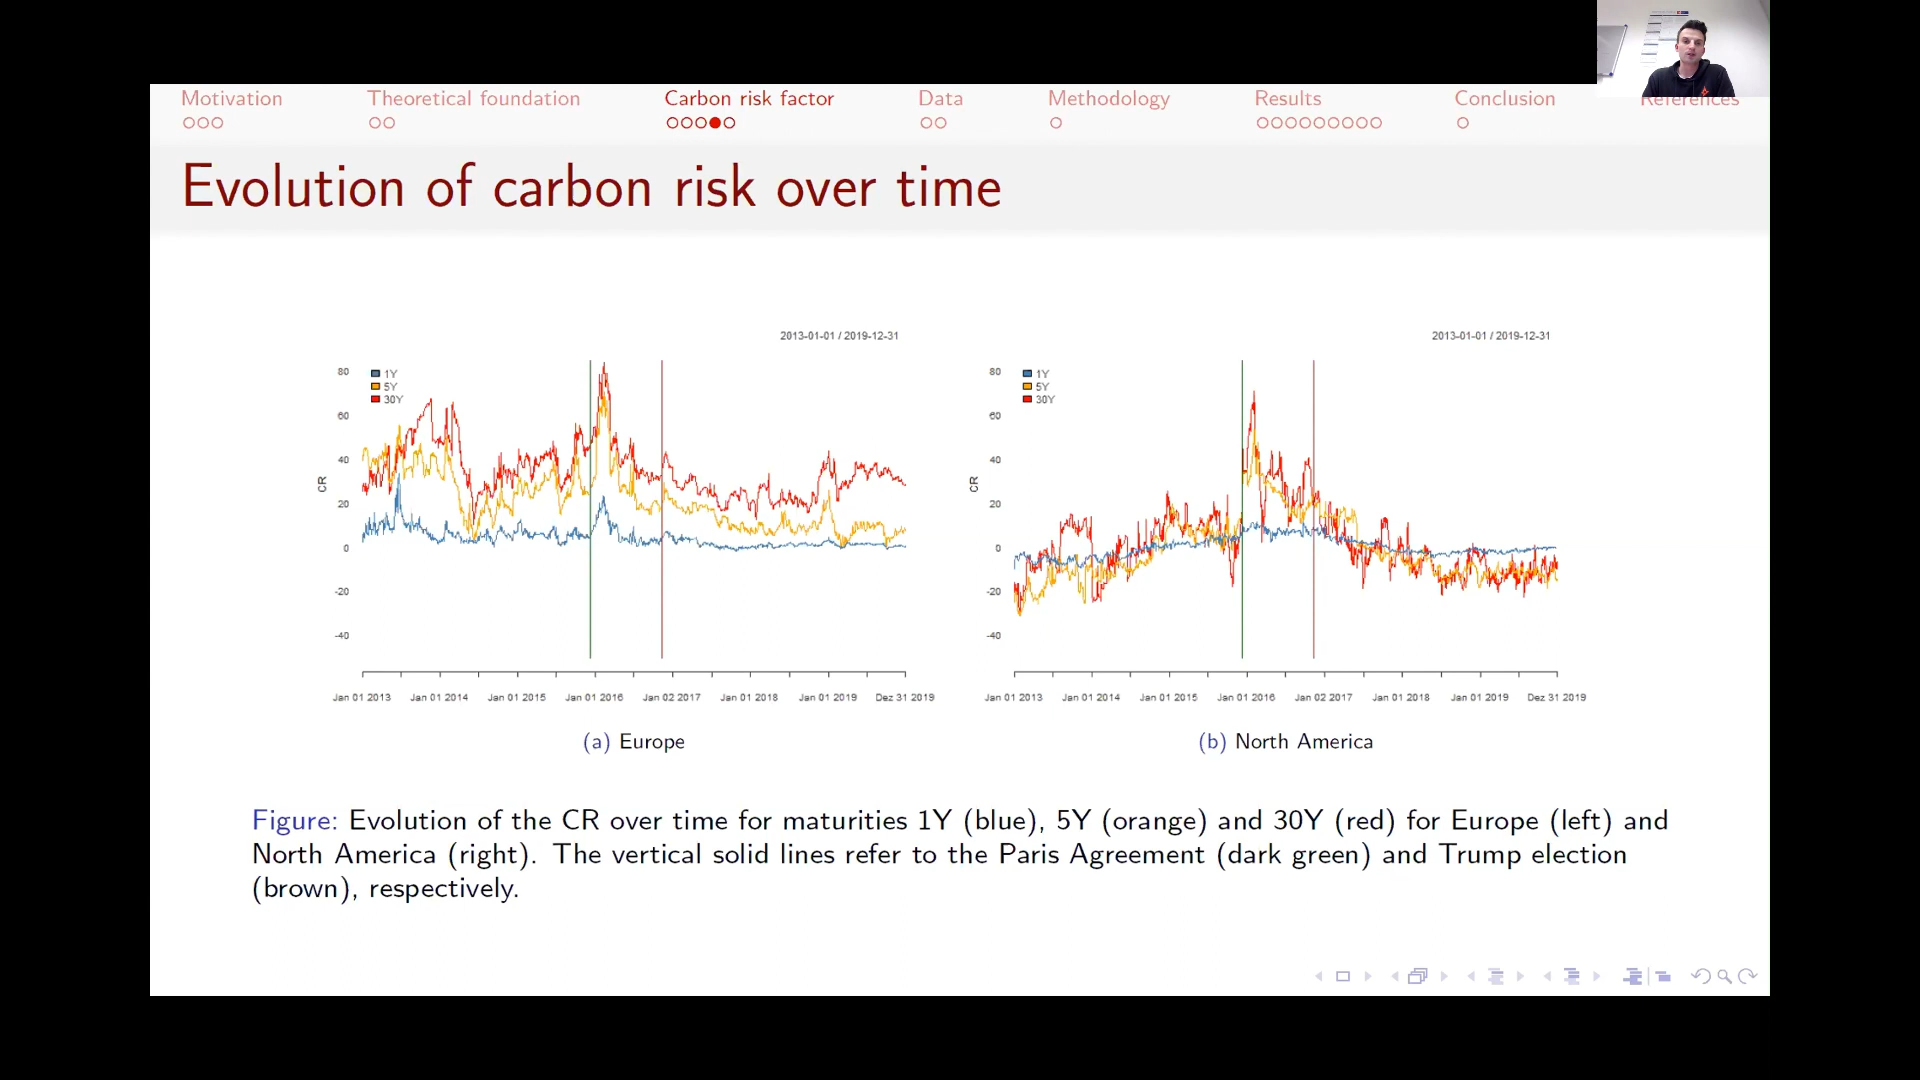 Motivation Theoretical foundation Carbon risk factor Data Methodology Results Conclusion References
Evolution of carbon risk over time
2013-01-01 / 2019-12-31
80
60
40
20
0
-20
-40
CR
1Y
5Y
30Y
Jan 01 2013 Jan 01 2014 Jan 01 2015 Jan 01 2016 Jan 02 2017 Jan 01 2018 Jan 01 2019 Dez 31 2019
(a) Europe
2013-01-01 / 2019-12-31
80
60
40
20
0
-20
-40
CR
1Y
5Y
30Y
Jan 01 2013 Jan 01 2014 Jan 01 2015 Jan 01 2016 Jan 02 2017 Jan 01 2018 Jan 01 2019 Dez 31 2019
(b) North America
Figure: Evolution of the CR over time for maturities 1Y (blue), 5Y (orange) and 30Y (red) for Europe (left) and
North America (right). The vertical solid lines refer to the Paris Agreement (dark green) and Trump election
(brown), respectively.